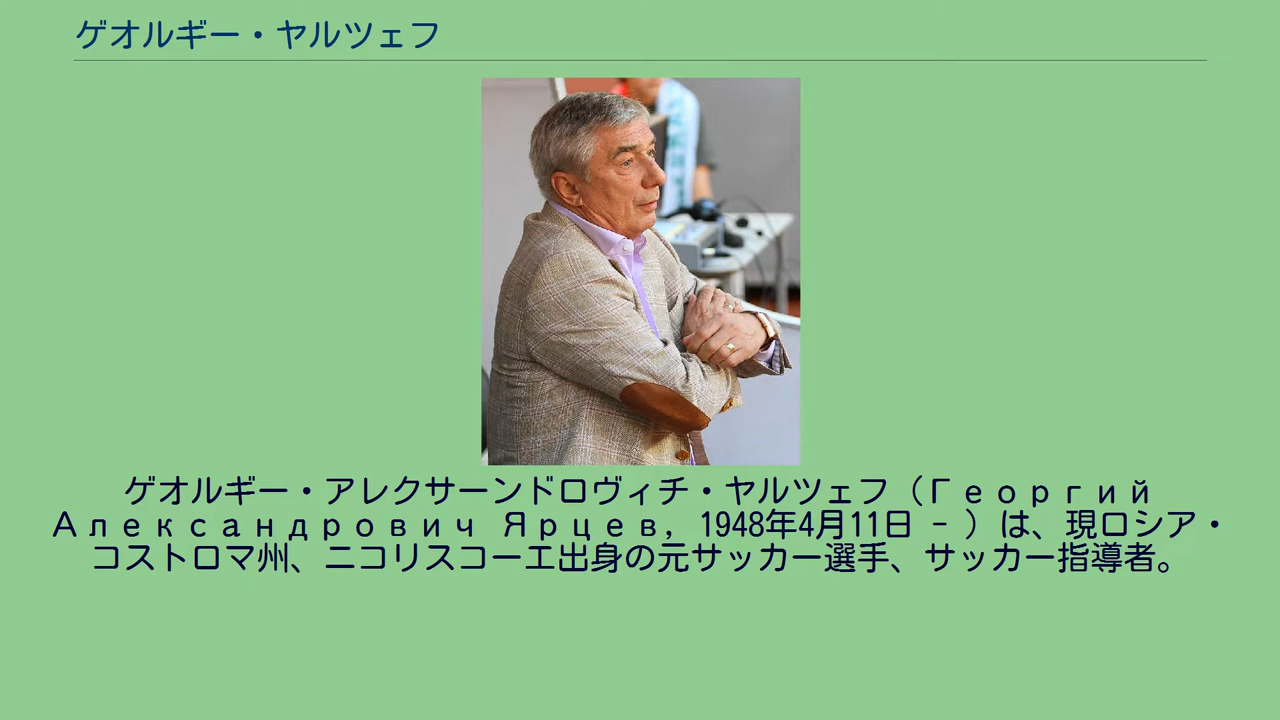 ゲオルギー・ヤルツェフ
ゲオルギー・アレクサーンドロヴィチ・ヤルツェフ（Георгий
Александрович Ярцев, 1948年4月11日 - ）は、現ロシア・
コストロマ州、ニコリスコーエ出身の元サッカー選手、サッカー指導者。